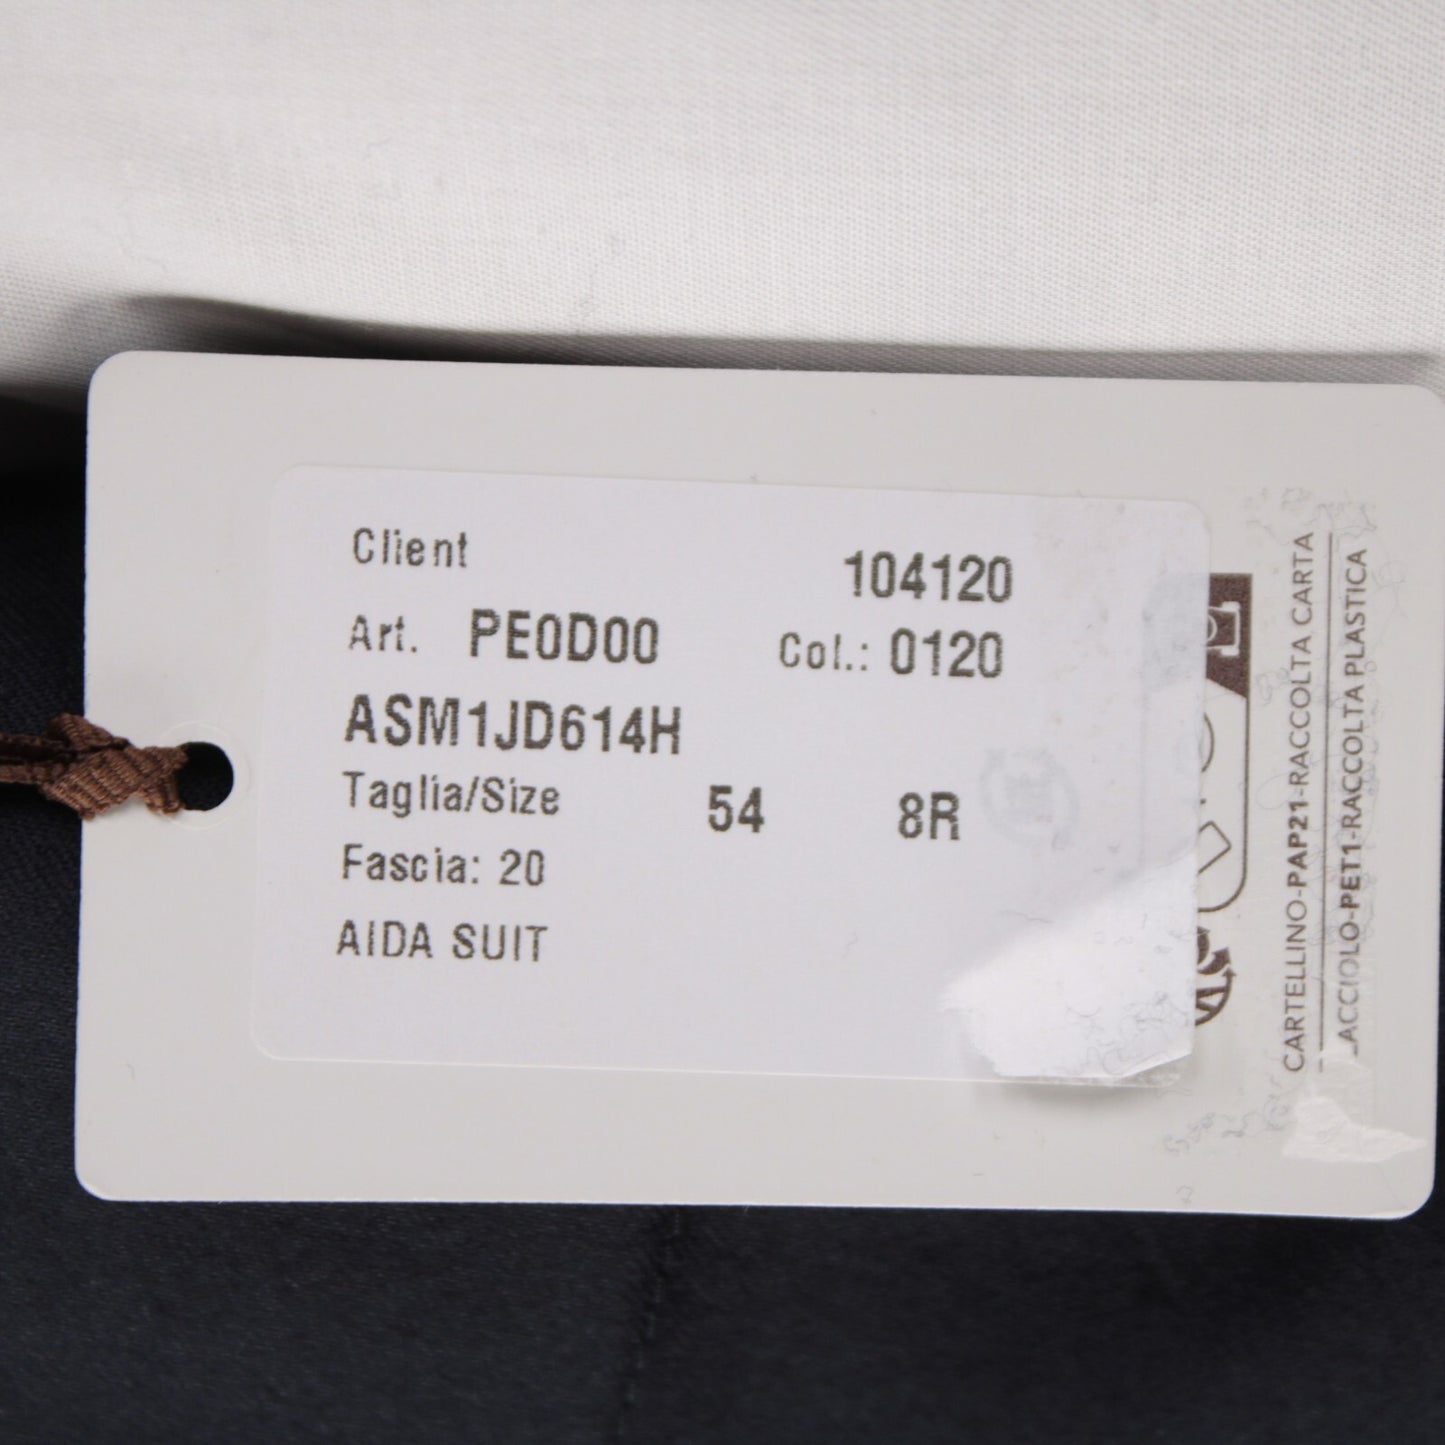 Client 104120
Art. PE0D00 Col.: 0120
ASM1JD614H
Taglia/Size 54 8R
Fascia: 20
AIDA SUIT
CARTELLINO-PAP21-RACCOLTA CARTA
LACCIOLO-PET1-RACCOLTA PLASTICA